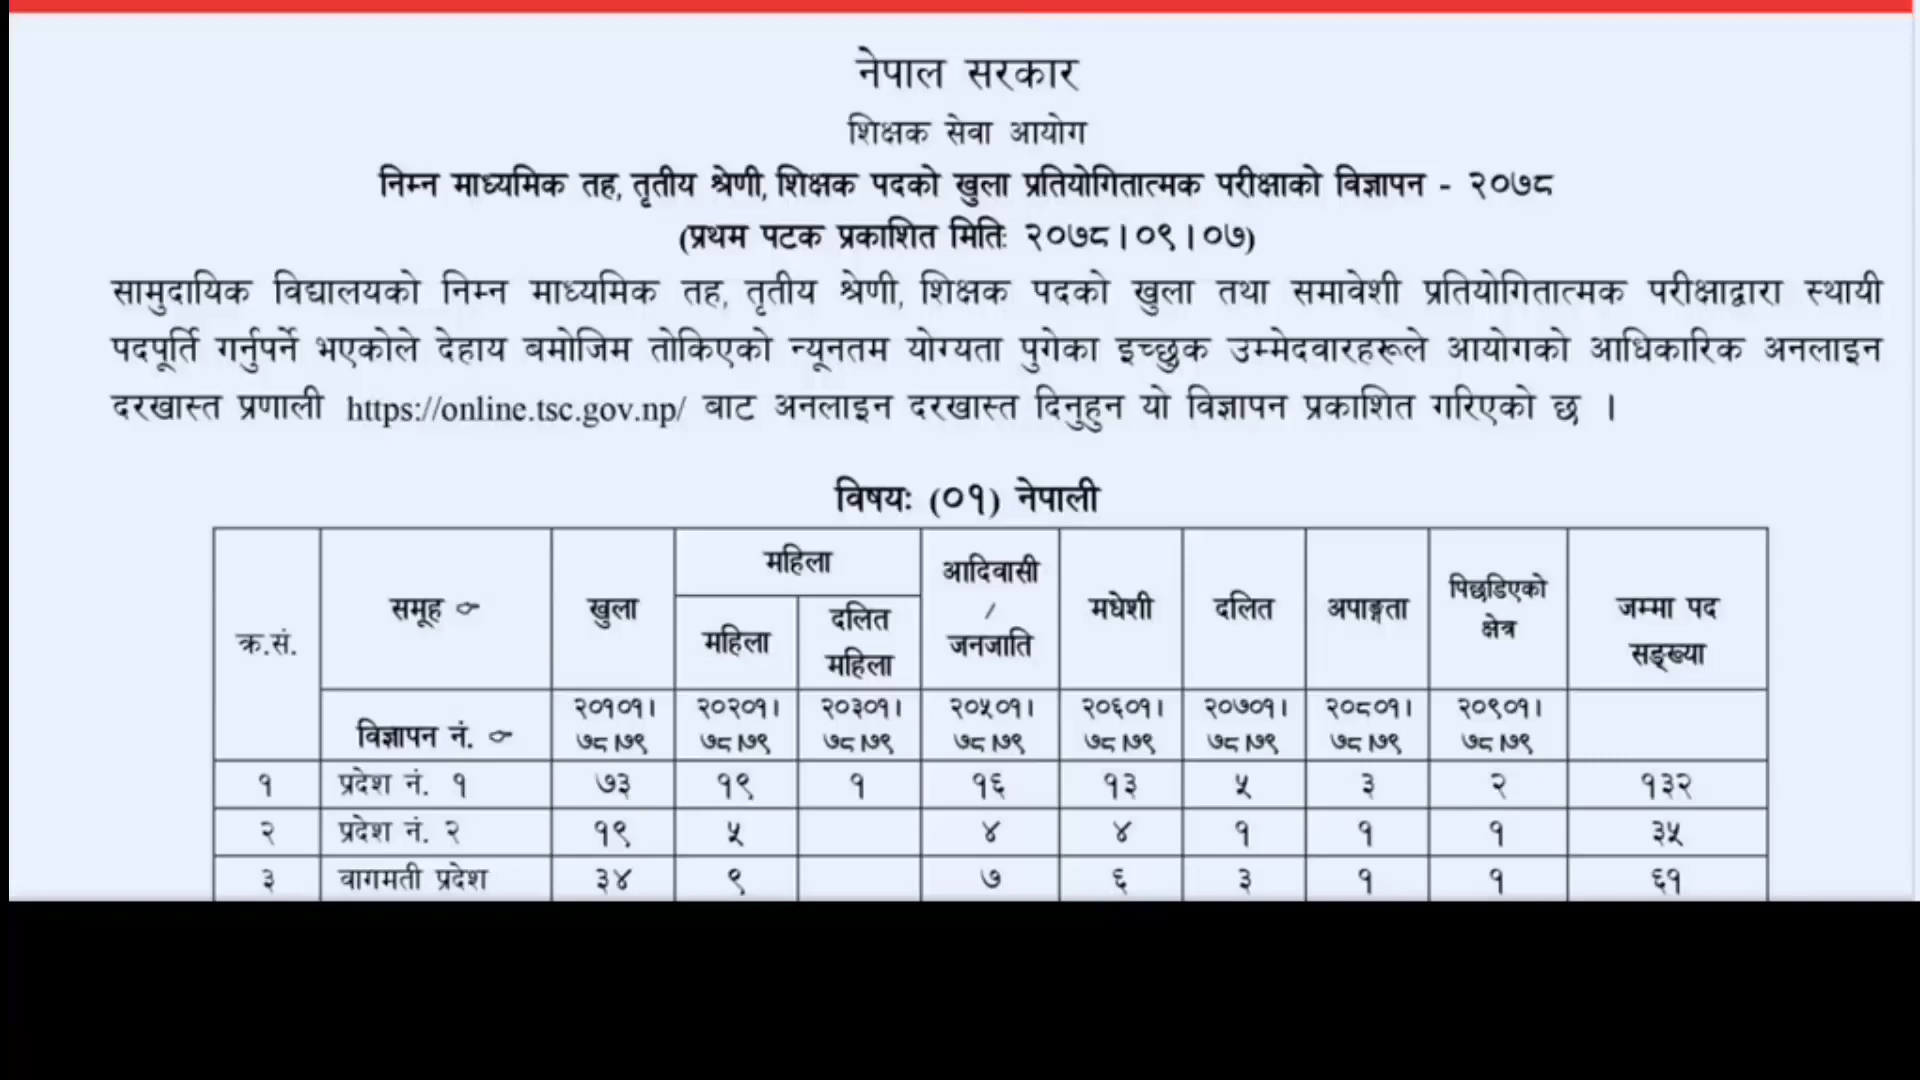 नेपाल सरकार
शिक्षक सेवा आयोग
निम्न माध्यमिक तह, तृतीय श्रेणी, शिक्षक पदको खुला प्रतियोगितात्मक परीक्षाको विज्ञापन - २०७८
(प्रथम पटक प्रकाशित मितिः २०७८।०९।०७)
सामुदायिक विद्यालयको निम्न माध्यमिक तह, तृतीय श्रेणी, शिक्षक पदको खुला तथा समावेशी प्रतियोगितात्मक परीक्षाद्वारा स्थायी
पदपूर्ति गर्नुपर्ने भएकोले देहाय बमोजिम तोकिएको न्यूनतम योग्यता पुगेका इच्छुक उम्मेदवारहरूले आयोगको आधिकारिक अनलाइन
दरखास्त प्रणाली https://online.tsc.gov.np/ बाट अनलाइन दरखास्त दिनुहुन यो विज्ञापन प्रकाशित गरिएको छ ।
विषयः (०१) नेपाली
क्र.सं. समूह खुला महिला आदिवासी / जनजाति मधेशी दलित अपाङ्गता पिछडिएको क्षेत्र जम्मा पद सङ्ख्या
महिला दलित महिला
विज्ञापन नं. २०१०१।७८।७९ २०२०१।७८।७९ २०३०१।७८।७९ २०५०१।७८।७९ २०६०१।७८।७९ २०७०१।७८।७९ २०८०१।७८।७९ २०९०१।७८।७९
१ प्रदेश नं. १ ७३ १९ १ १६ १३ ५ ३ २ १३२
२ प्रदेश नं. २ १९ ५ ४ ४ १ १ १ ३५
३ वागमती प्रदेश ३४ ९ ७ ६ ३ १ १ ६१